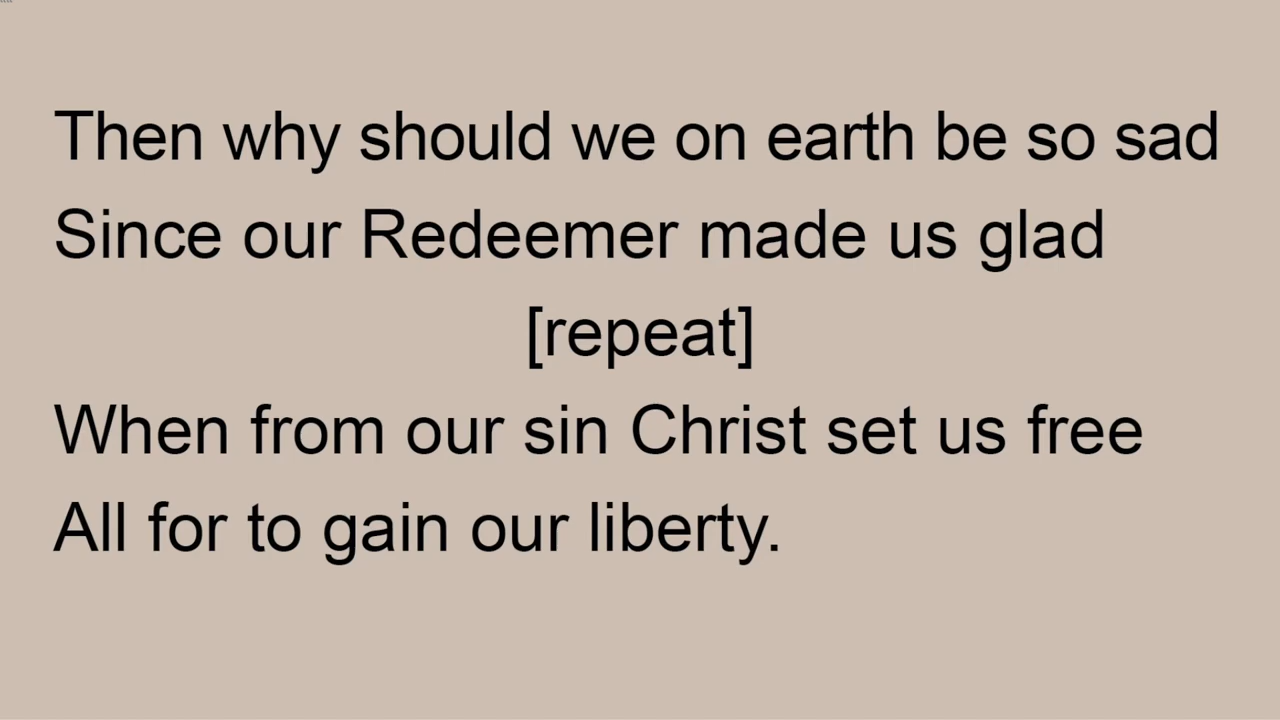 Then why should we on earth be so sad
Since our Redeemer made us glad
[repeat]
When from our sin Christ set us free
All for to gain our liberty.